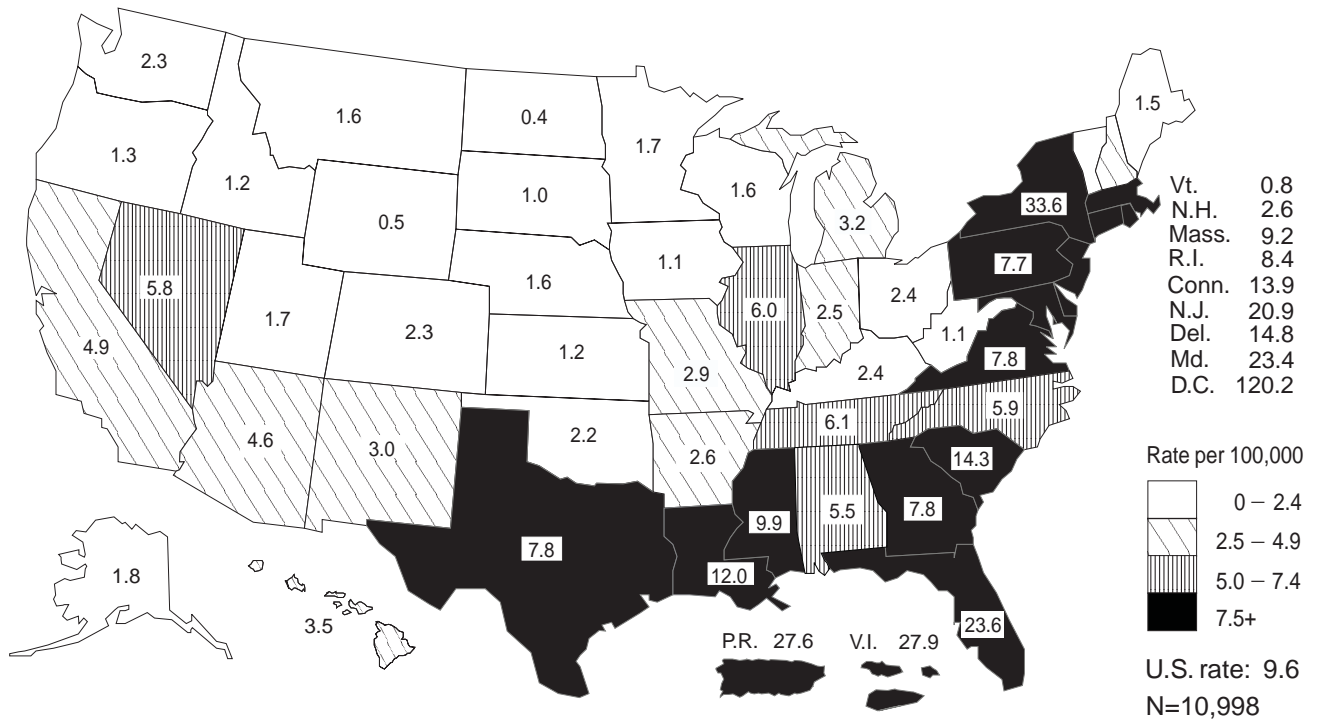 2.3
1.5
1.6
0.4
1.7
1.3
1.2
1.0
1.6
33.6
0.5
3.2
7.7
5.8
1.6
1.1
2.4
1.7
2.3
6.0
2.5
1.1
4.9
1.2
2.9
2.4
7.8
4.6
3.0
2.2
6.1
5.9
2.6
14.3
7.8
9.9
5.5
7.8
12.0
1.8
3.5
23.6
P.R. 27.6
V.I. 27.9
Vt. 0.8
N.H. 2.6
Mass. 9.2
R.I. 8.4
Conn. 13.9
N.J. 20.9
Del. 14.8
Md. 23.4
D.C. 120.2
Rate per 100,000
0 – 2.4
2.5 – 4.9
5.0 – 7.4
7.5+
U.S. rate: 9.6
N=10,998